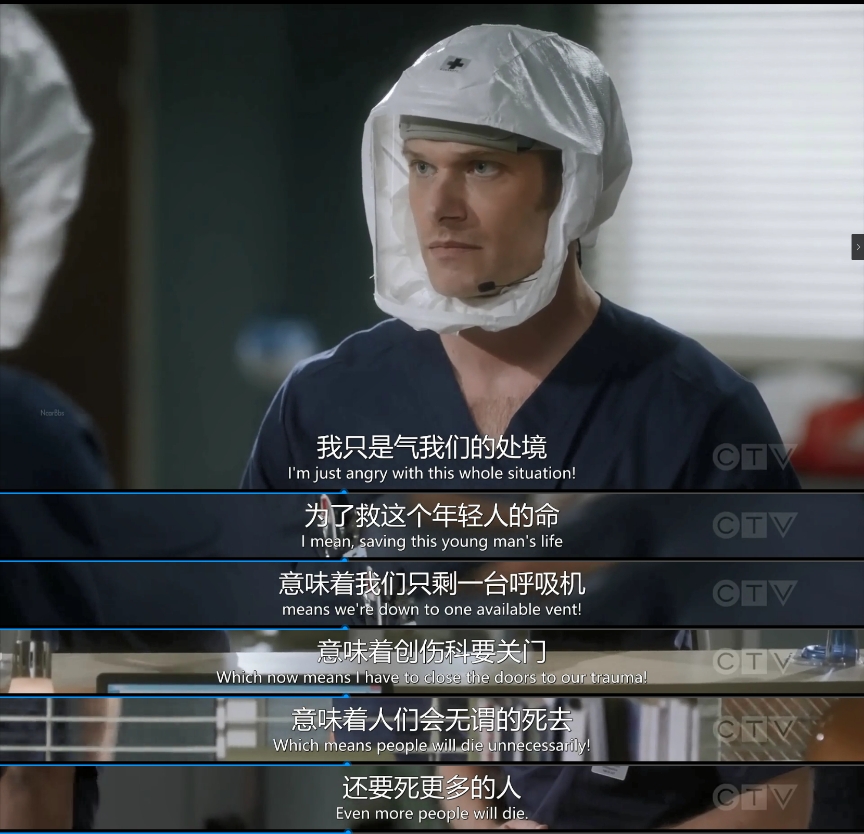 我只是气我们的处境
I'm just angry with this whole situation!
CTV
为了救这个年轻人的命
I mean, saving this young man's life
CTV
意味着我们只剩一台呼吸机
means we're down to one available vent!
CTV
意味着创伤科要关门
Which now means I have to close the doors to our trauma!
CTV
意味着人们会无谓的死去
Which means people will die unnecessarily!
CTV
还要死更多的人
Even more people will die.
CTV